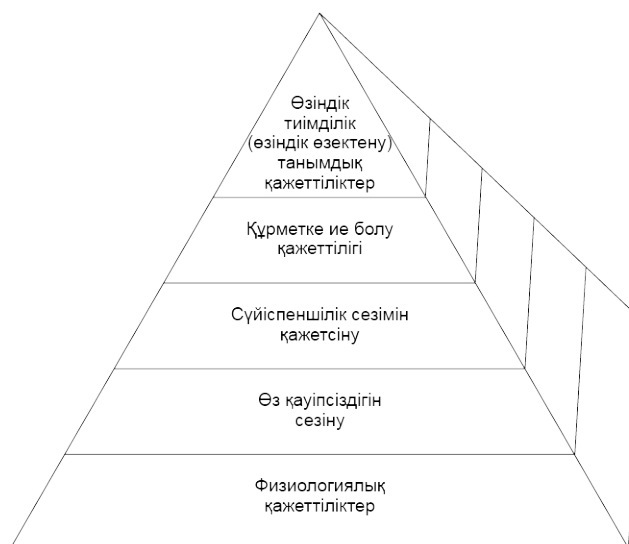 Өзіндік
тиімділік
(өзіндік өзектену)
танымдық
қажеттіліктер
Құрметке ие болу
қажеттілігі
Сүйіспеншілік сезімін
қажетсіну
Өз қауіпсіздігін
сезіну
Физиологиялық
қажеттіліктер